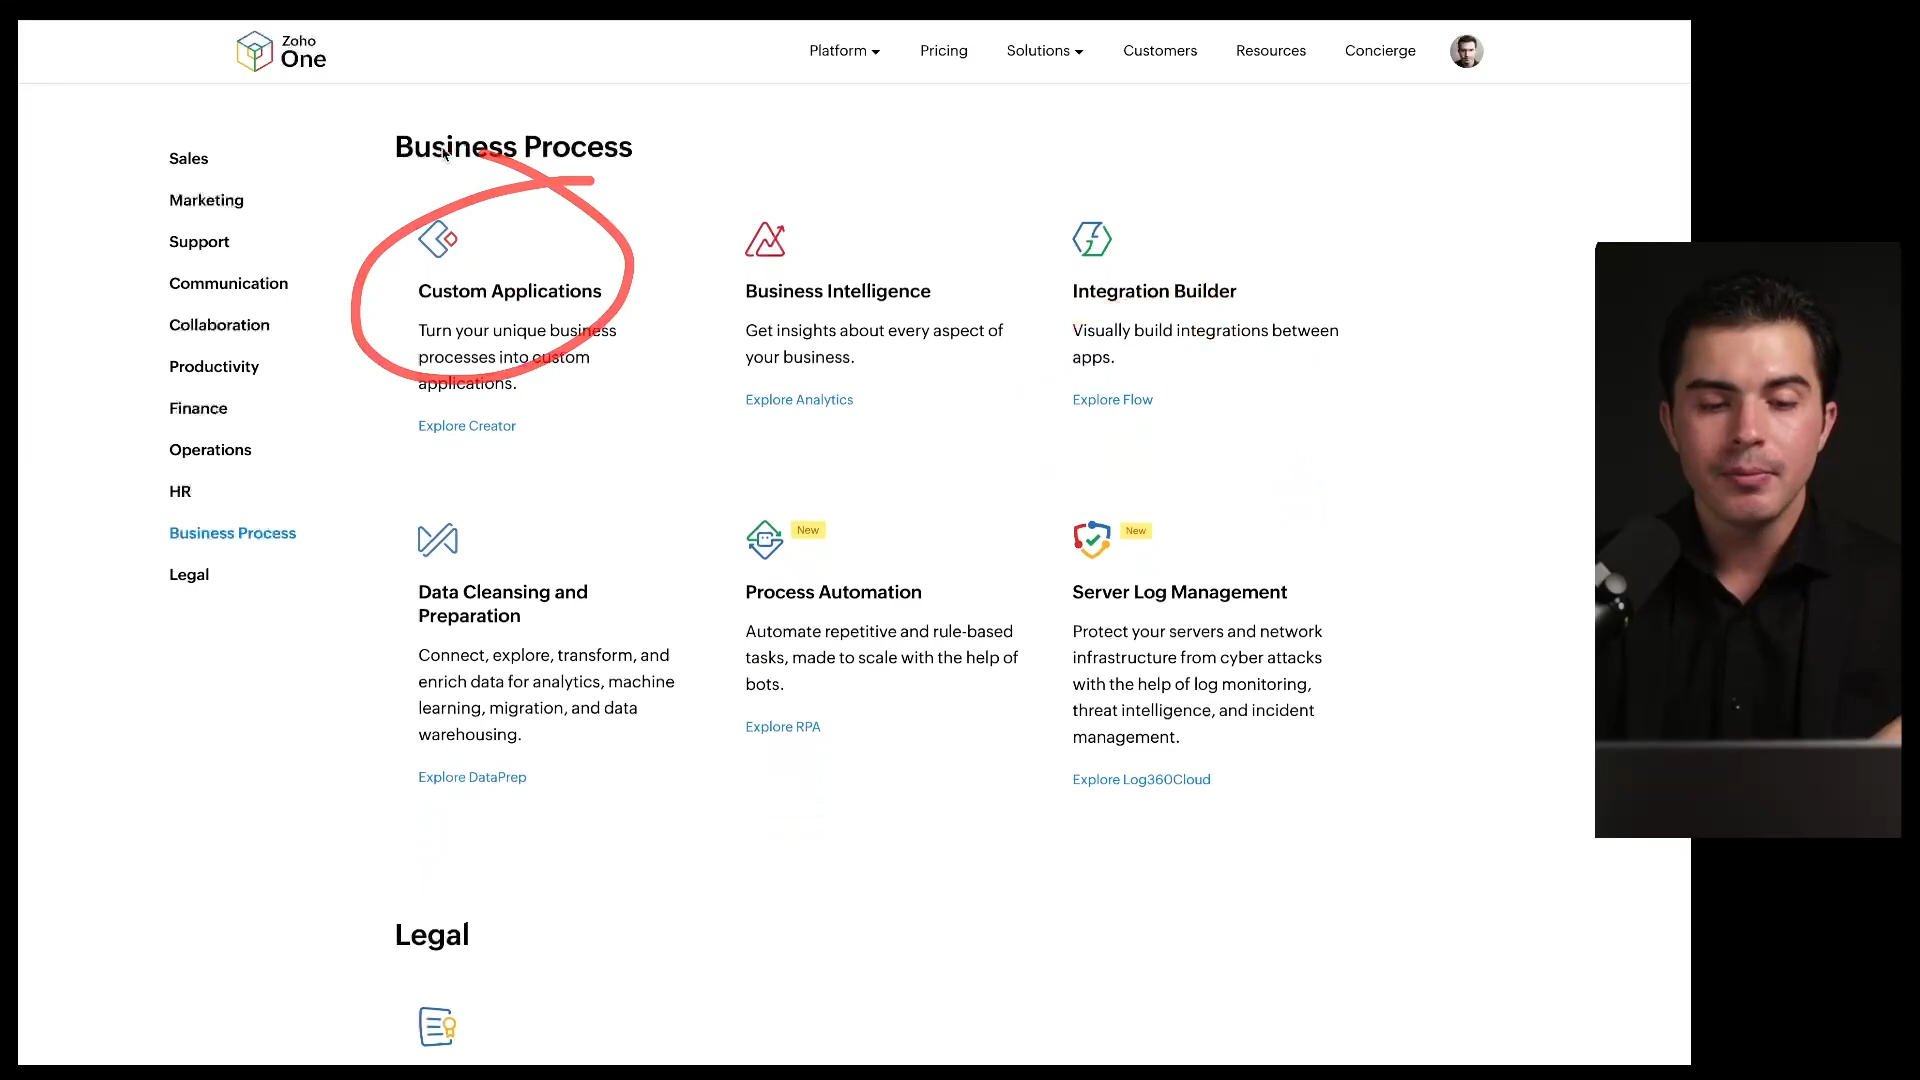 Zoho
One
Platform
Pricing
Solutions
Customers
Resources
Concierge
Sales
Marketing
Support
Communication
Collaboration
Productivity
Finance
Operations
HR
Business Process
Legal
Business Process
Custom Applications
Turn your unique business
processes into custom
applications.
Explore Creator
Business Intelligence
Get insights about every aspect of
your business.
Explore Analytics
Integration Builder
Visually build integrations between
apps.
Explore Flow
Data Cleansing and
Preparation
Connect, explore, transform, and
enrich data for analytics, machine
learning, migration, and data
warehousing.
Explore DataPrep
New
Process Automation
Automate repetitive and rule-based
tasks, made to scale with the help of
bots.
Explore RPA
New
Server Log Management
Protect your servers and network
infrastructure from cyber attacks
with the help of log monitoring,
threat intelligence, and incident
management.
Explore Log360Cloud
Legal